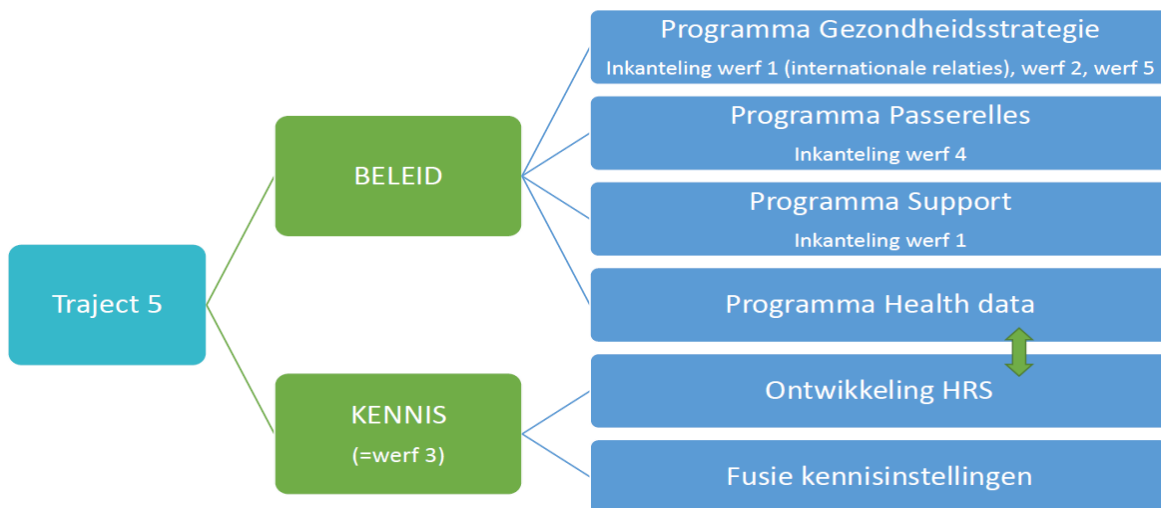 Traject 5
BELEID
KENNIS
(=werf 3)
Programma Gezondheidsstrategie
Inkanteling werf 1 (internationale relaties), werf 2, werf 5
Programma Passerelles
Inkanteling werf 4
Programma Support
Inkanteling werf 1
Programma Health data
Ontwikkeling HRS
Fusie kennisinstellingen